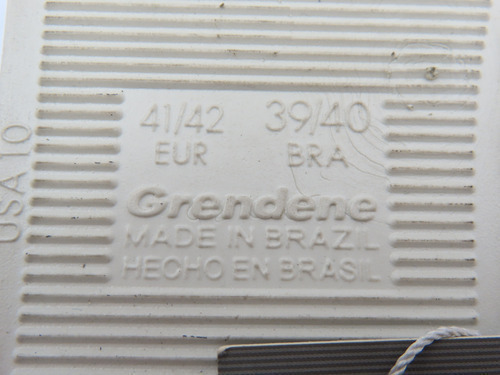 USA 10
41/42 39/40
EUR BRA
Grendene
MADE IN BRAZIL
HECHO EN BRASIL